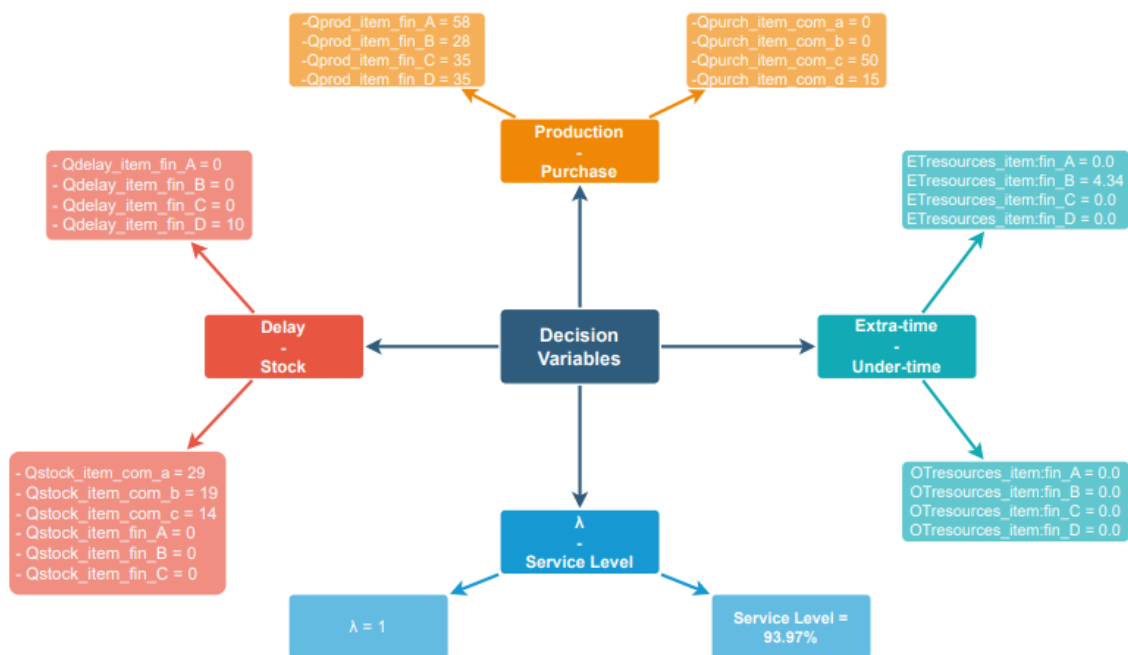 -Qprod_item_fin_A = 58
-Qprod_item_fin_B = 28
-Qprod_item_fin_C = 35
-Qprod_item_fin_D = 35
-Qpurch_item_com_a = 0
-Qpurch_item_com_b = 0
-Qpurch_item_com_c = 50
-Qpurch_item_com_d = 15
Production
-
Purchase
- Qdelay_item_fin_A = 0
- Qdelay_item_fin_B = 0
- Qdelay_item_fin_C = 0
- Qdelay_item_fin_D = 10
ETresources_item:fin_A = 0.0
ETresources_item:fin_B = 4.34
ETresources_item:fin_C = 0.0
ETresources_item:fin_D = 0.0
Delay
-
Stock
Decision
Variables
Extra-time
-
Under-time
- Qstock_item_com_a = 29
- Qstock_item_com_b = 19
- Qstock_item_com_c = 14
- Qstock_item_fin_A = 0
- Qstock_item_fin_B = 0
- Qstock_item_fin_C = 0
λ
-
Service Level
OTresources_item:fin_A = 0.0
OTresources_item:fin_B = 0.0
OTresources_item:fin_C = 0.0
OTresources_item:fin_D = 0.0
λ = 1
Service Level =
93.97%